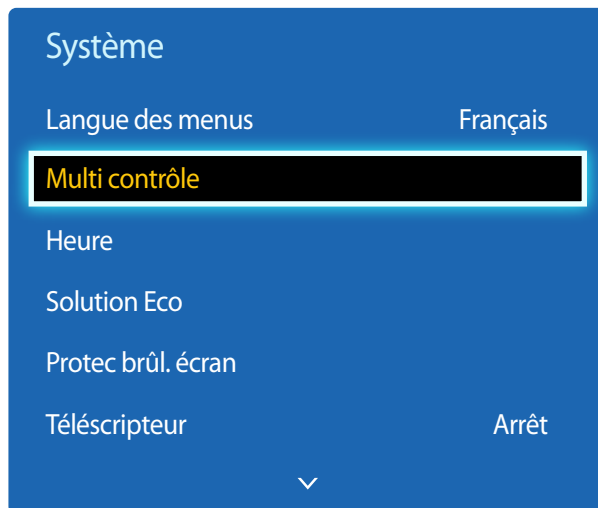 Système
Langue des menus Français
Multi contrôle
Heure
Solution Eco
Protec brûl. écran
Téléscripteur Arrêt